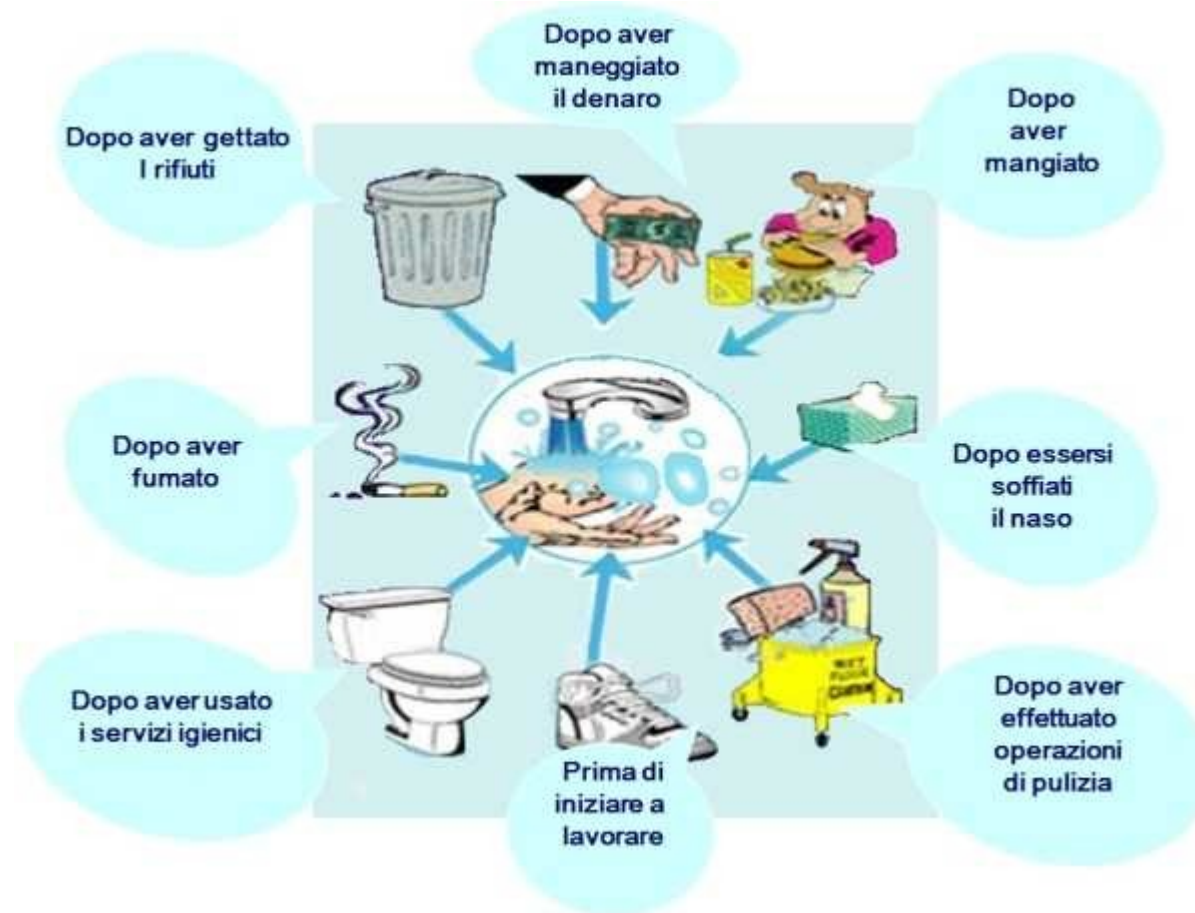 Dopo aver
maneggiato
il denaro
Dopo
aver
mangiato
Dopo aver gettato
I rifiuti
Dopo aver
fumato
Dopo essersi
soffiati
il naso
Dopo aver usato
i servizi igienici
Prima di
iniziare a
lavorare
Dopo aver
effettuato
operazioni
di pulizia